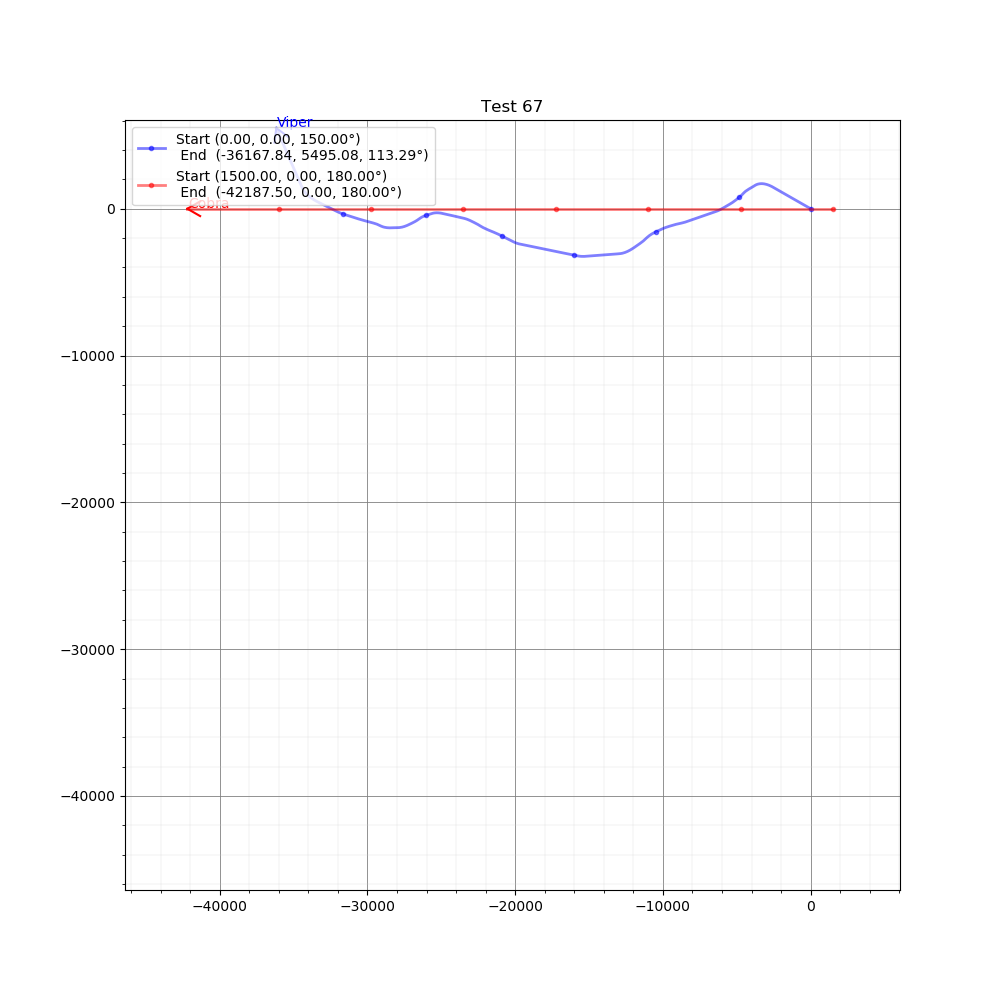 Test 67
Viper
Start (0.00, 0.00, 150.00°)
End  (-36167.84, 5495.08, 113.29°)
Start (1500.00, 0.00, 180.00°)
End  (-42187.50, 0.00, 180.00°)
Cobra
0
−10000
−20000
−30000
−40000
−40000 −30000 −20000 −10000 0